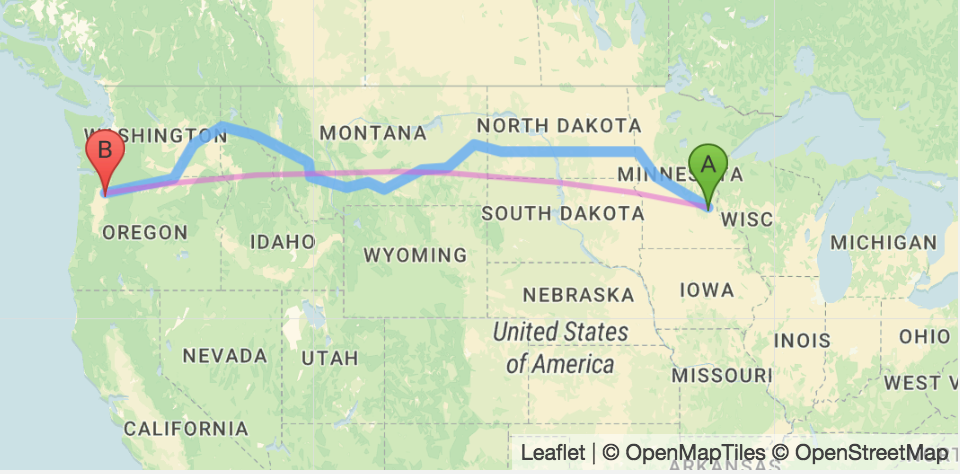 WASHINGTON
MONTANA
NORTH DAKOTA
B
A
MINNESOTA
SOUTH DAKOTA
WISC
OREGON
IDAHO
WYOMING
MICHIGAN
NEBRASKA
IOWA
United States
of America
NEVADA
UTAH
INOIS
OHIO
MISSOURI
WEST V
CALIFORNIA
Leaflet | © OpenMapTiles © OpenStreetMap
ARKANSAS